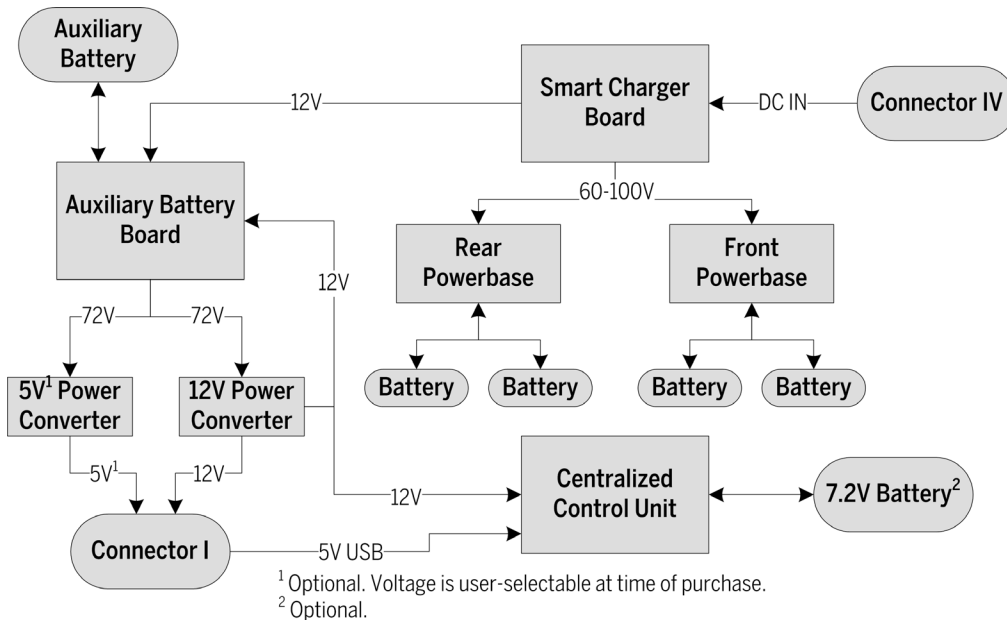 Auxiliary
Battery
Smart Charger
Board
12V
DC IN
Connector IV
60-100V
Auxiliary Battery
Board
Rear
Powerbase
Front
Powerbase
12V
72V
72V
Battery
Battery
Battery
Battery
5V¹ Power
Converter
12V Power
Converter
5V¹
12V
12V
Centralized
Control Unit
7.2V Battery²
Connector I
5V USB
¹ Optional. Voltage is user-selectable at time of purchase.
² Optional.